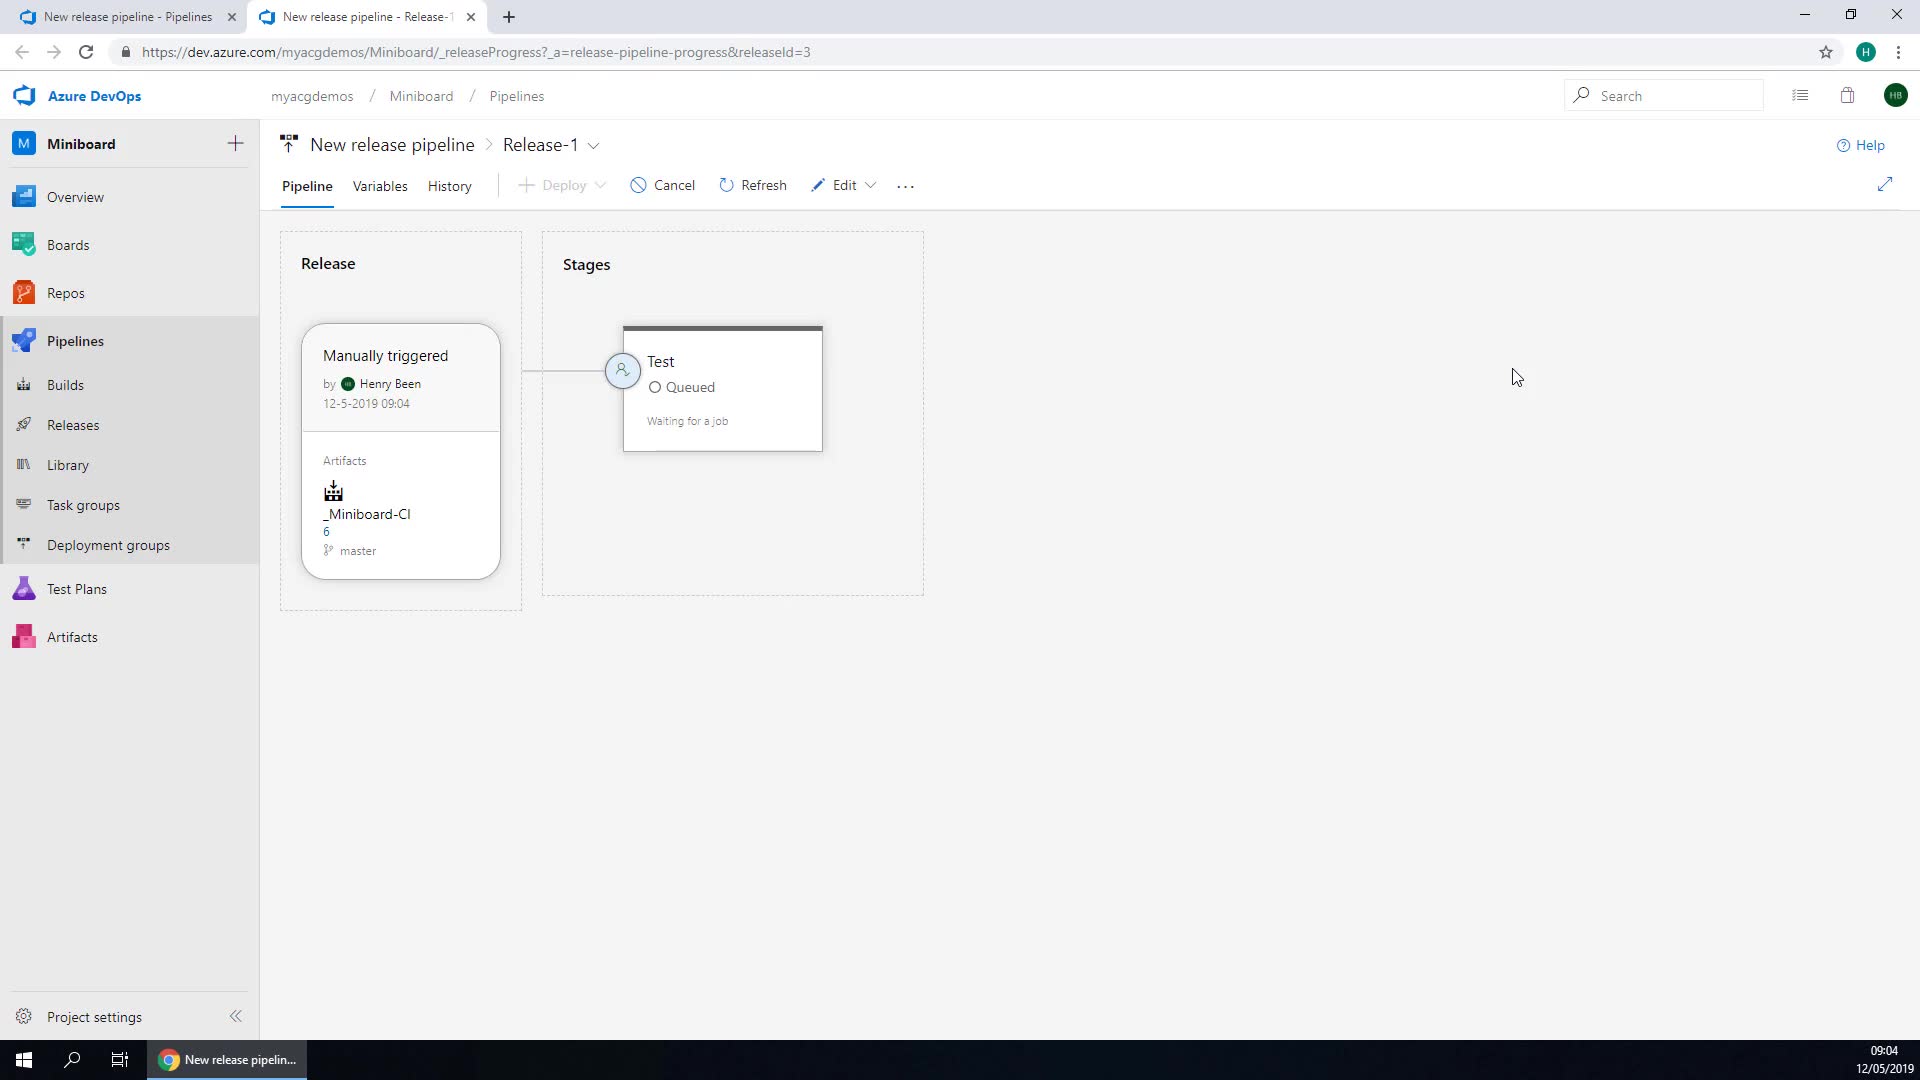 New release pipeline - Pipelines
New release pipeline - Release-1
https://dev.azure.com/myacgdemos/Miniboard/_releaseProgress?_a=release-pipeline-progress&releaseId=3
H
Azure DevOps
myacgdemos / Miniboard / Pipelines
Search
HB
M
Miniboard
New release pipeline
Release-1
Help
Pipeline
Variables
History
Deploy
Cancel
Refresh
Edit
Overview
Boards
Repos
Pipelines
Builds
Releases
Library
Task groups
Deployment groups
Test Plans
Artifacts
Project settings
Release
Manually triggered
by Henry Been
12-5-2019 09:04
Artifacts
_Miniboard-CI
6
master
Stages
Test
Queued
Waiting for a job
New release pipelin...
09:04
12/05/2019